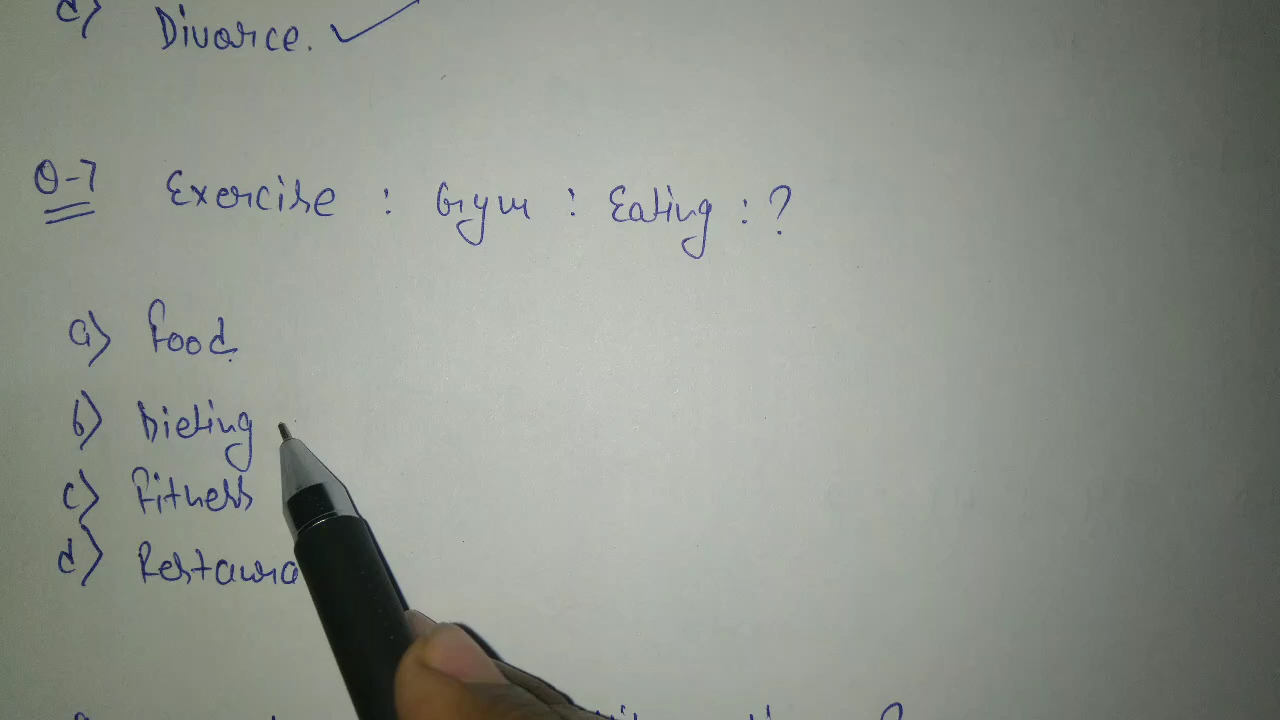 d) Divorce. ✓
Q-7 Exercise : Gym : Eating : ?
a) Food
b) Dieting
c) Fitness
d)
?